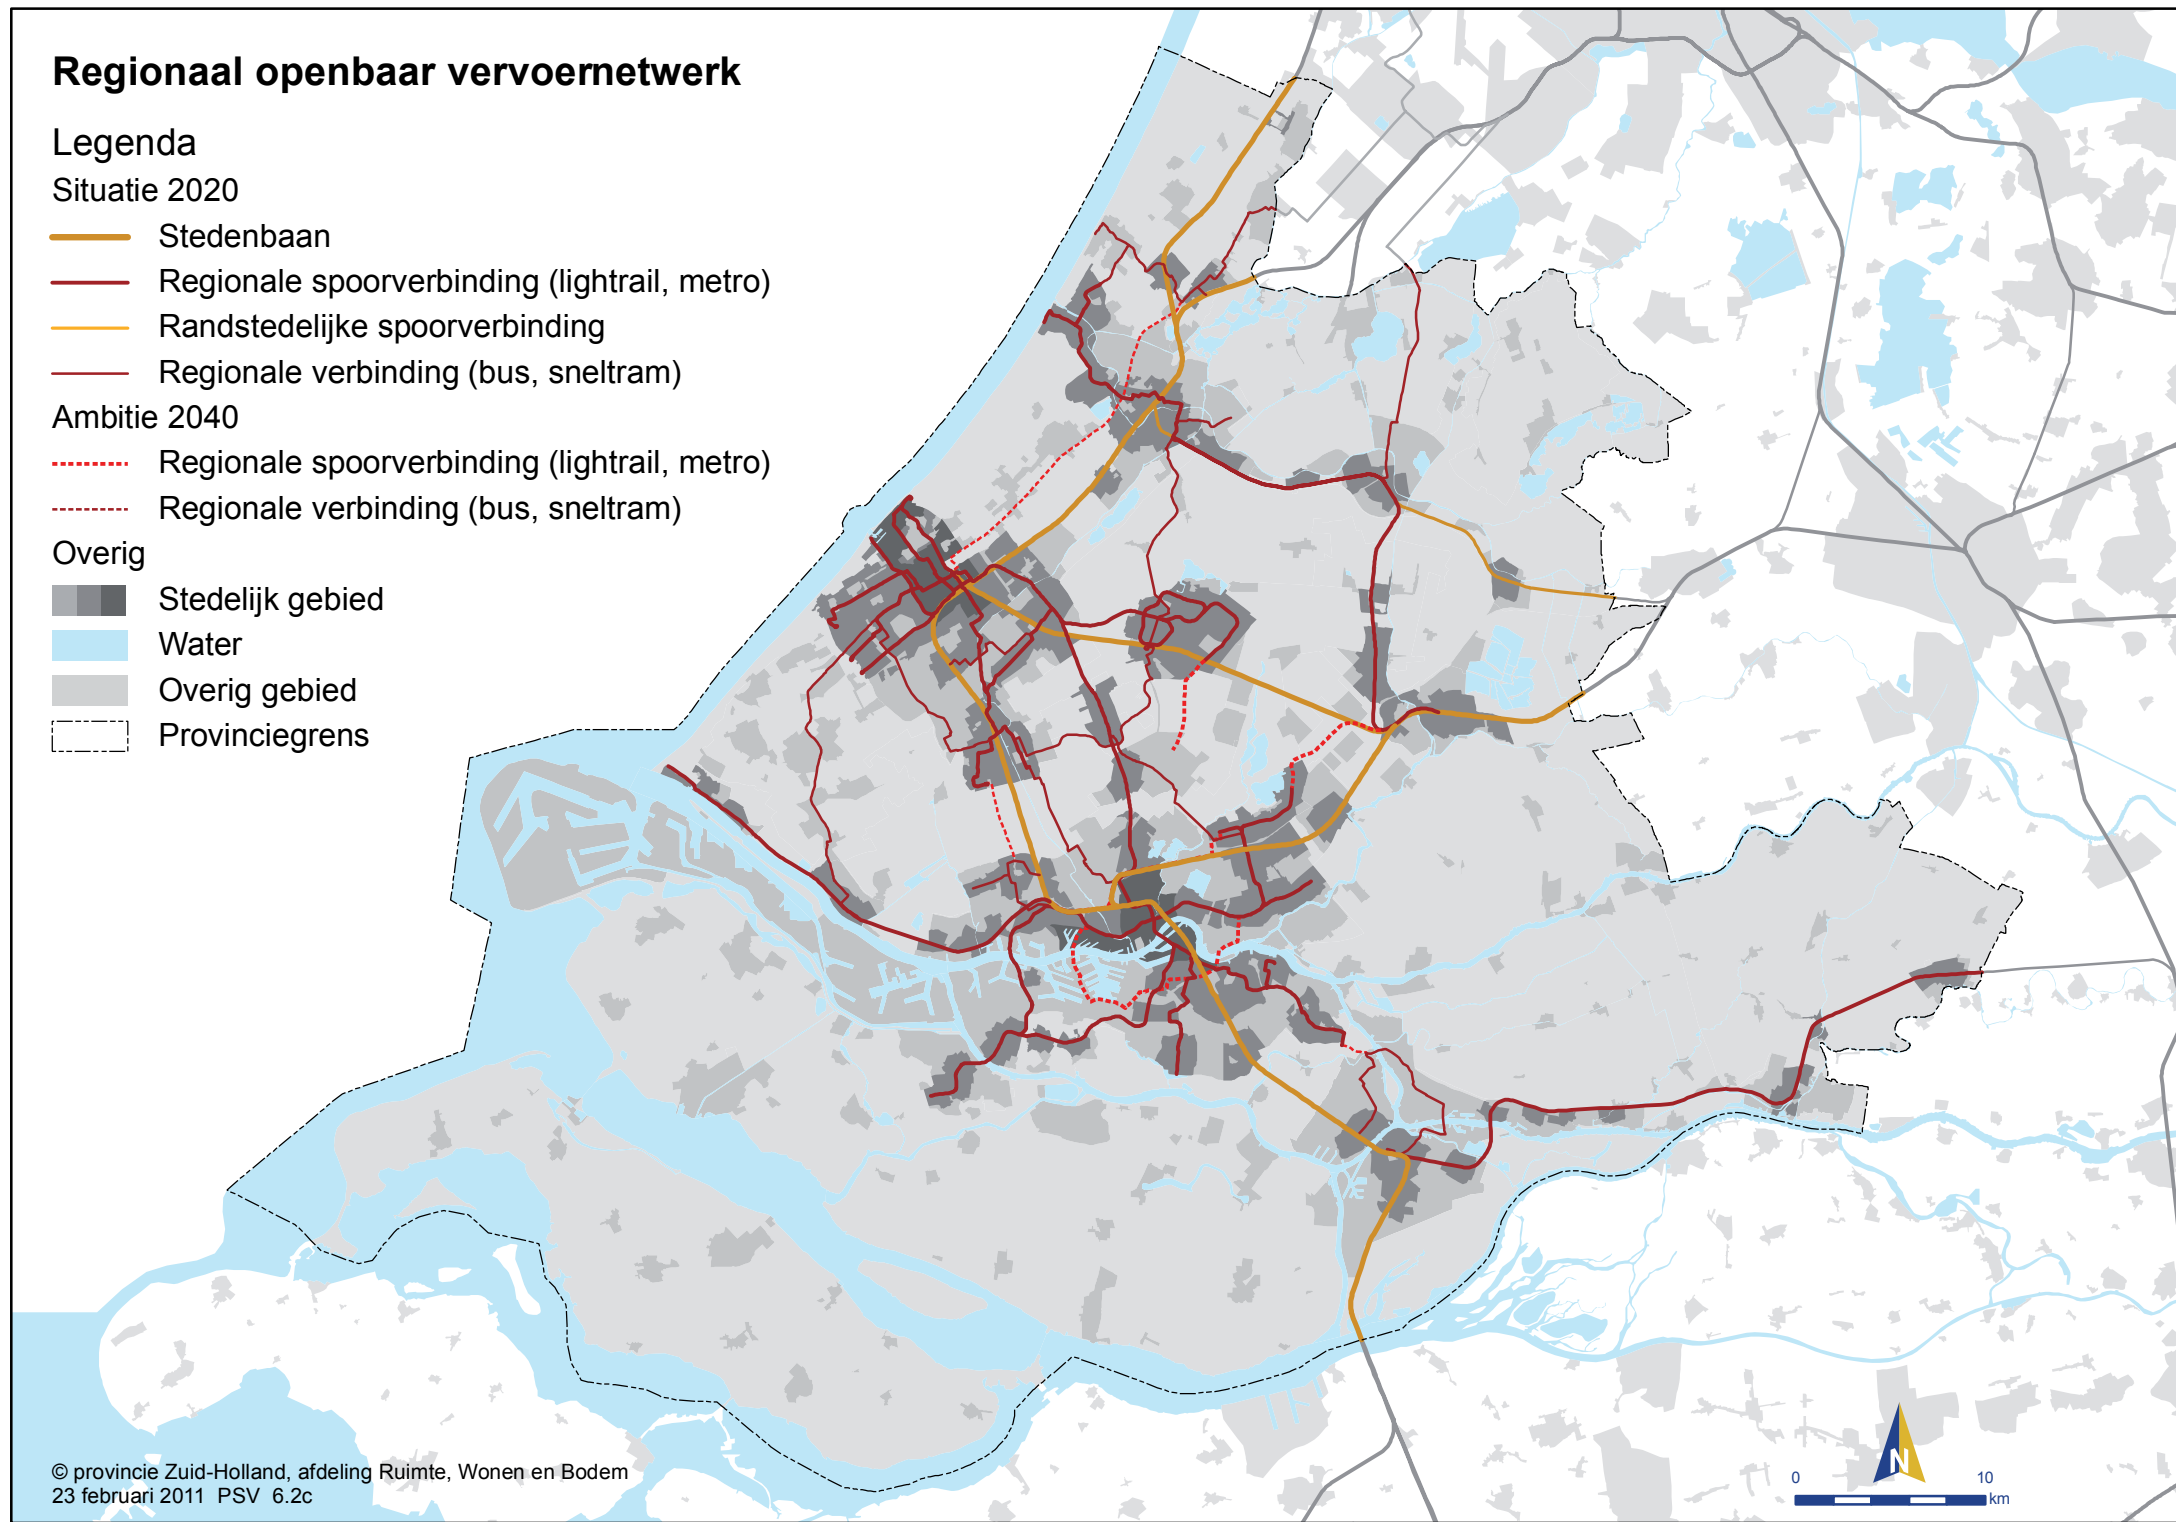 Regionaal openbaar vervoernetwerk
Legenda
Situatie 2020
Stedenbaan
Regionale spoorverbinding (lightrail, metro)
Randstedelijke spoorverbinding
Regionale verbinding (bus, sneltram)
Ambitie 2040
Regionale spoorverbinding (lightrail, metro)
Regionale verbinding (bus, sneltram)
Overig
Stedelijk gebied
Water
Overig gebied
Provinciegrens
© provincie Zuid-Holland, afdeling Ruimte, Wonen en Bodem
23 februari 2011 PSV 6.2c
N
0 10
km